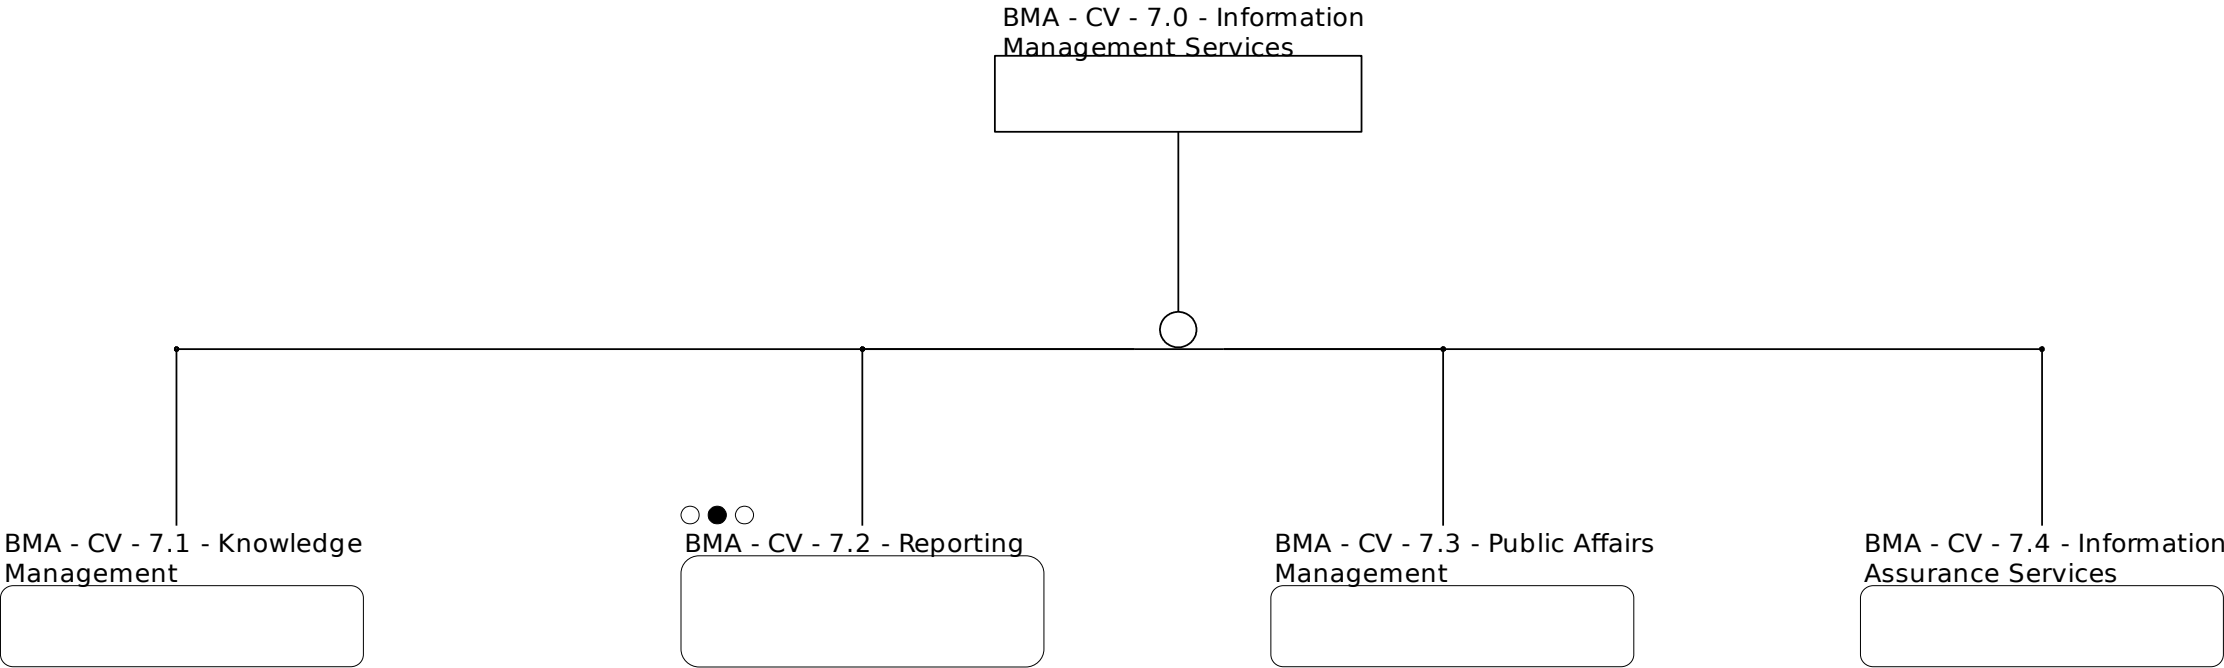 BMA - CV - 7.0 - Information
Management Services
BMA - CV - 7.1 - Knowledge
Management
BMA - CV - 7.2 - Reporting
BMA - CV - 7.3 - Public Affairs
Management
BMA - CV - 7.4 - Information
Assurance Services